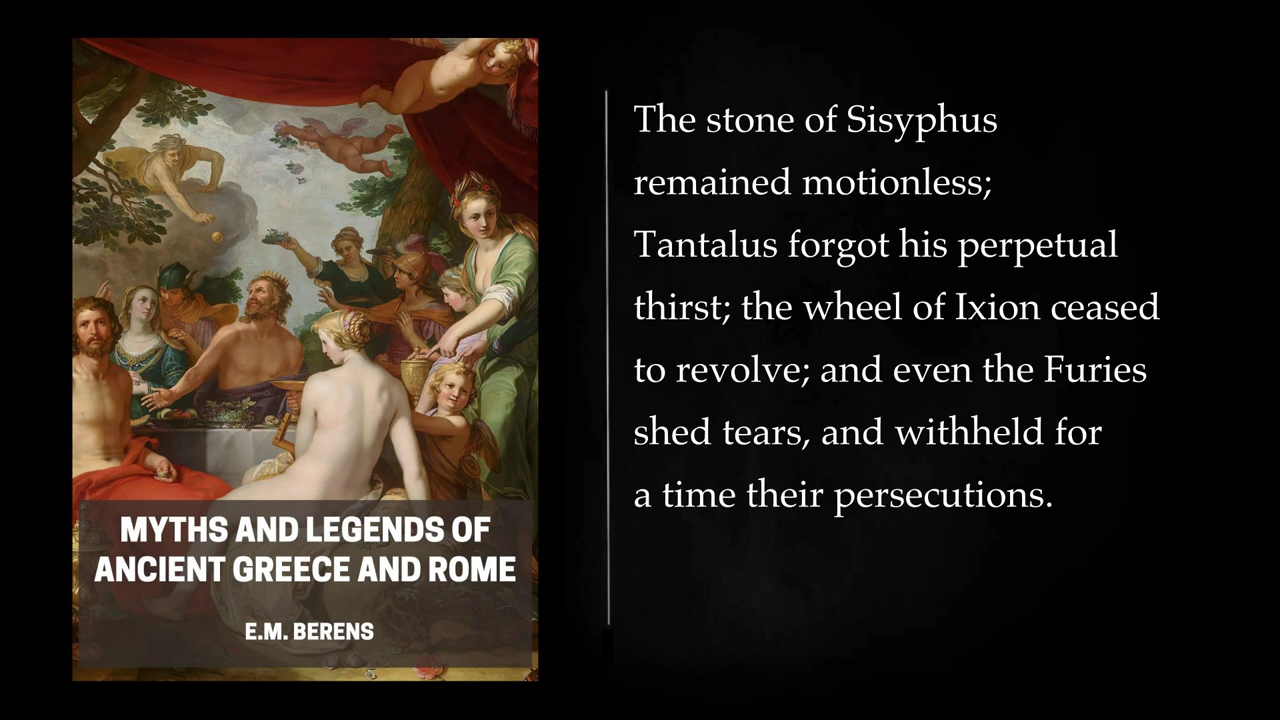 MYTHS AND LEGENDS OF
ANCIENT GREECE AND ROME
E.M. BERENS
The stone of Sisyphus
remained motionless;
Tantalus forgot his perpetual
thirst; the wheel of Ixion ceased
to revolve; and even the Furies
shed tears, and withheld for
a time their persecutions.